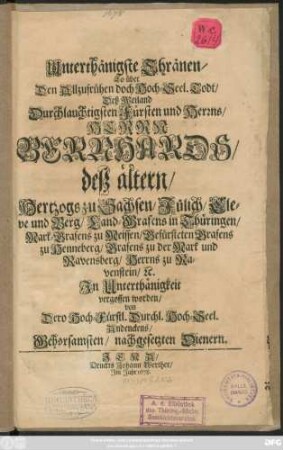 Unterthänigste Thränen/
So über
Den Allzufrühen doch Hoch-Seel. Todt/
Deß Weiland
Durchlauchtigsten Fürsten und Herrns/
HERRN
BERNHARDS/
deß ältern/
Hertzogs zu Sachsen/ Jülich/ Cle-
ve und Berg/ Land-Grafens in Thüringen/
Marck-Grafens zu Meissen/ Gefürsteten Grafens
zu Henneberg/ Grafens zu der Mark und
Ravensberg/ Herrns zu Ra-
venstein/ &c.
In Unterthänigkeit
vergossen worden/
von
Dero Hoch-Fürstl. Durchl. Hoch-Seel.
Andenckens/
Gehorsamsten/ nachgesetzten Dienern.
JENA/
Druckts Johann Werther/
Im Jahr 1678.